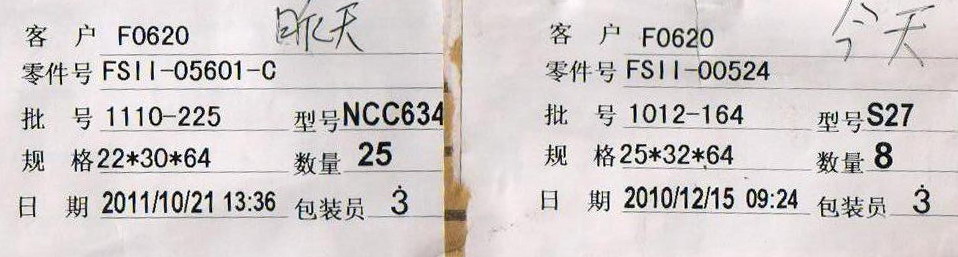 昨天
客 户 F0620
零件号 FSII-05601-C
批 号 1110-225 型号 NCC634
规 格 22*30*64 数量 25
日 期 2011/10/21 13:36 包装员 3
今天
客 户 F0620
零件号 FSII-00524
批 号 1012-164 型号 S27
规 格 25*32*64 数量 8
日 期 2010/12/15 09:24 包装员 3